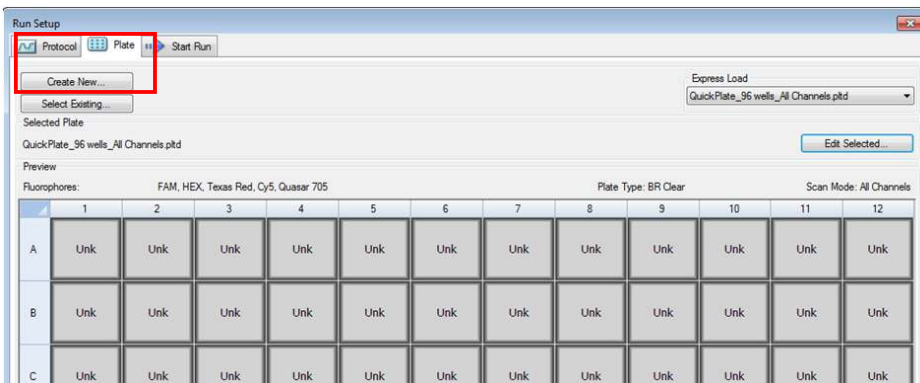 Run Setup
Protocol Plate Start Run
Create New...
Express Load
Select Existing...
QuickPlate_96 wells_All Channels.pltd
Selected Plate
QuickPlate_96 wells_All Channels.pltd
Edit Selected...
Preview
Fluorophores: FAM, HEX, Texas Red, Cy5, Quasar 705 Plate Type: BR Clear Scan Mode: All Channels
1 2 3 4 5 6 7 8 9 10 11 12
A Unk Unk Unk Unk Unk Unk Unk Unk Unk Unk Unk Unk
B Unk Unk Unk Unk Unk Unk Unk Unk Unk Unk Unk Unk
C Unk Unk Unk Unk Unk Unk Unk Unk Unk Unk Unk Unk